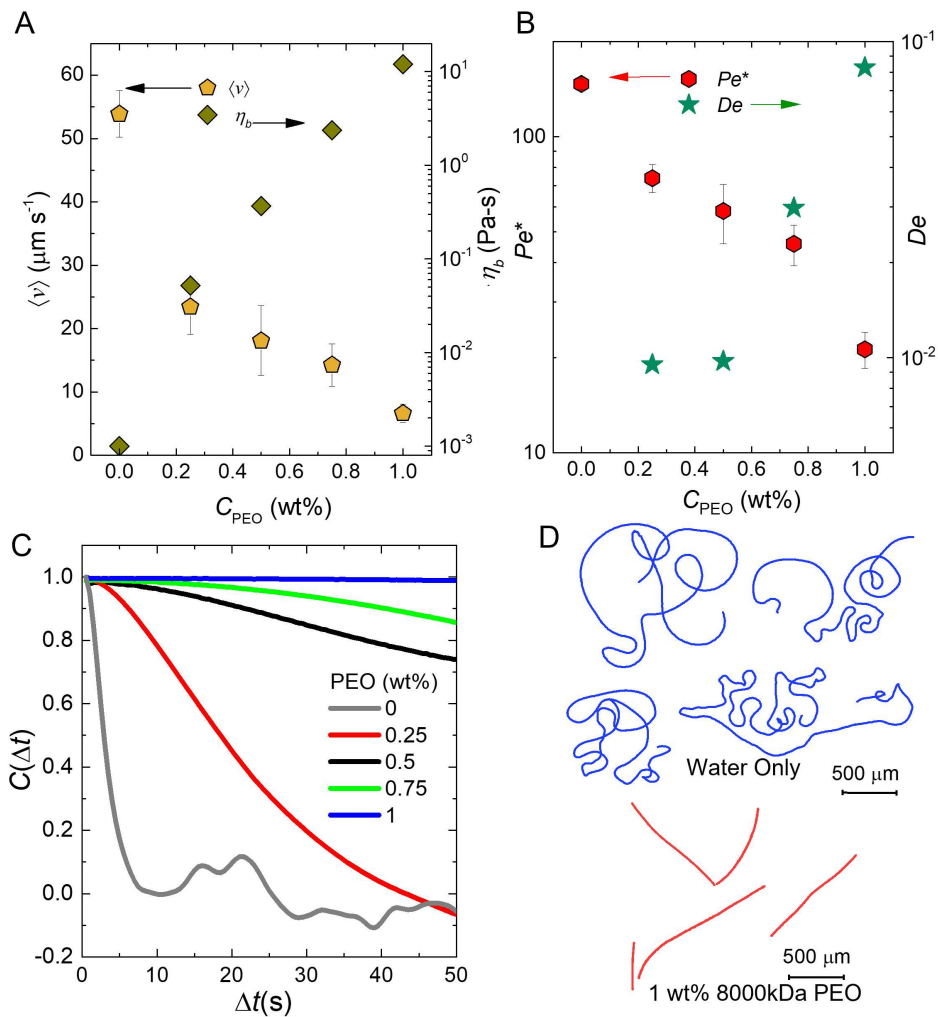 A
60
50
40
30
20
10
0
⟨v⟩ (μm s⁻¹)
⟨v⟩
η_b
10¹
10⁰
10⁻¹
10⁻²
10⁻³
η_b (Pa-s)
0.0 0.2 0.4 0.6 0.8 1.0
C_PEO (wt%)
B
100
10
Pe*
Pe*
De
10⁻¹
10⁻²
De
0.0 0.2 0.4 0.6 0.8 1.0
C_PEO (wt%)
C
1.0
0.8
0.6
0.4
0.2
0.0
-0.2
C(Δt)
PEO (wt%)
0
0.25
0.5
0.75
1
0 10 20 30 40 50
Δt(s)
D
Water Only
500 μm
500 μm
1 wt% 8000kDa PEO